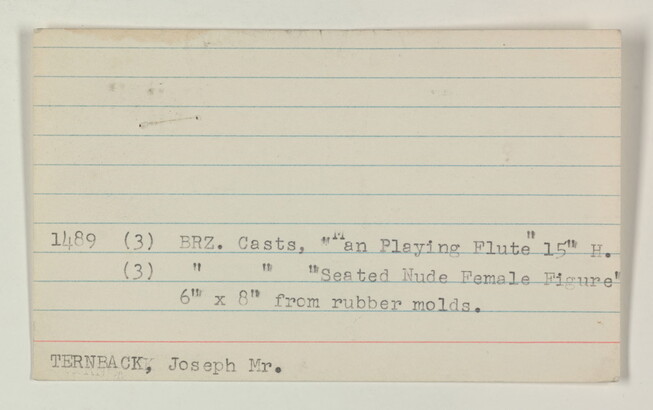 1489 (3) BRZ. Casts, "Man Playing Flute" 15" H.
(3) " " "Seated Nude Female Figure"
6" x 8" from rubber molds.
TERNBACK, Joseph Mr.